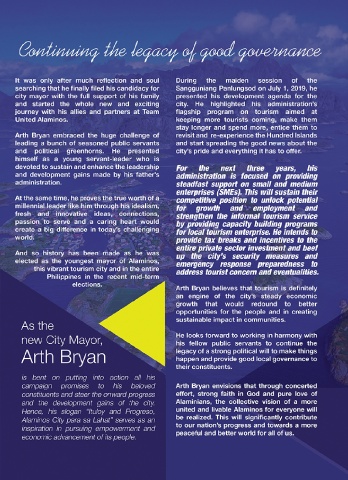 Continuing the legacy of good governance
It was only after much reflection and soul
searching that he finally filed his candidacy for
city mayor with the full support of his family
and started the whole new and exciting
journey with his allies and partners at Team
United Alaminos.
Arth Bryan embraced the huge challenge of
leading a bunch of seasoned public servants
and political greenhorns. He presented
himself as a young servant-leader who is
devoted to sustain and enhance the leadership
and development gains made by his father's
administration.
At the same time, he proves the true worth of a
millennial leader like him through his idealism,
fresh and innovative ideas, connections,
passion to serve and a caring heart would
create a big difference in today's challenging
world.
And so history has been made as he was
elected as the youngest mayor of Alaminos,
this vibrant tourism city and in the entire
Philippines in the recent mid-term
elections.
As the
new City Mayor,
Arth Bryan
is bent on putting into action all his
campaign promises to his beloved
constituents and steer the onward progress
and the development gains of the city.
Hence, his slogan "Ituloy and Progreso,
Alaminos City para sa Lahat" serves as an
inspiration in pursuing empowerment and
economic advancement of its people.
During the maiden session of the
Sangguniang Panlungsod on July 1, 2019, he
presented his development agenda for the
city. He highlighted his administration's
flagship program on tourism aimed at
keeping more tourists coming, make them
stay longer and spend more, entice them to
revisit and re-experience the Hundred Islands
and start spreading the good news about the
city's pride and everything it has to offer.
For the next three years, his
administration is focused on providing
steadfast support on small and medium
enterprises (SMEs). This will sustain their
competitive position to unlock potential
for growth and employment and
strengthen the informal tourism service
by providing capacity building programs
for local tourism enterprise. He intends to
provide tax breaks and incentives to the
entire private sector investment and beef
up the city's security measures and
emergency response preparedness to
address tourist concern and eventualities.
Arth Bryan believes that tourism is definitely
an engine of the city's steady economic
growth that would redound to better
opportunities for the people and in creating
sustainable impact in communities.
He looks forward to working in harmony with
his fellow public servants to continue the
legacy of a strong political will to make things
happen and provide good local governance to
their constituents.
Arth Bryan envisions that through concerted
effort, strong faith in God and pure love of
Alaminians, the collective vision of a more
united and livable Alaminos for everyone will
be realized. This will significantly contribute
to our nation's progress and towards a more
peaceful and better world for all of us.